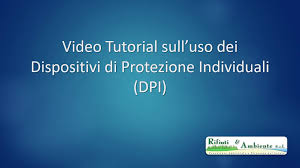 Video Tutorial sull'uso dei
Dispositivi di Protezione Individuali
(DPI)
Rifiuti & Ambiente S.r.l.